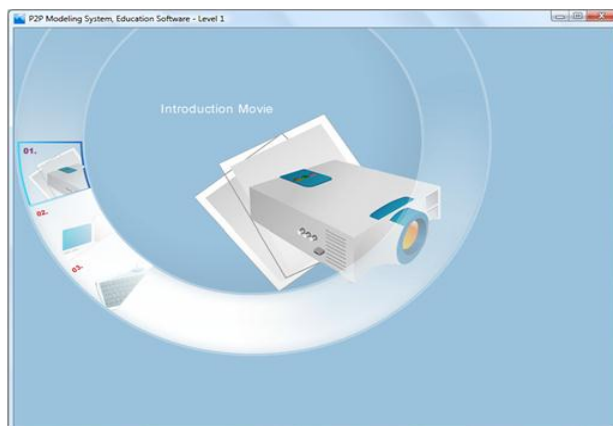 P2P Modeling System, Education Software - Level 1
Introduction Movie
01.
02.
03.